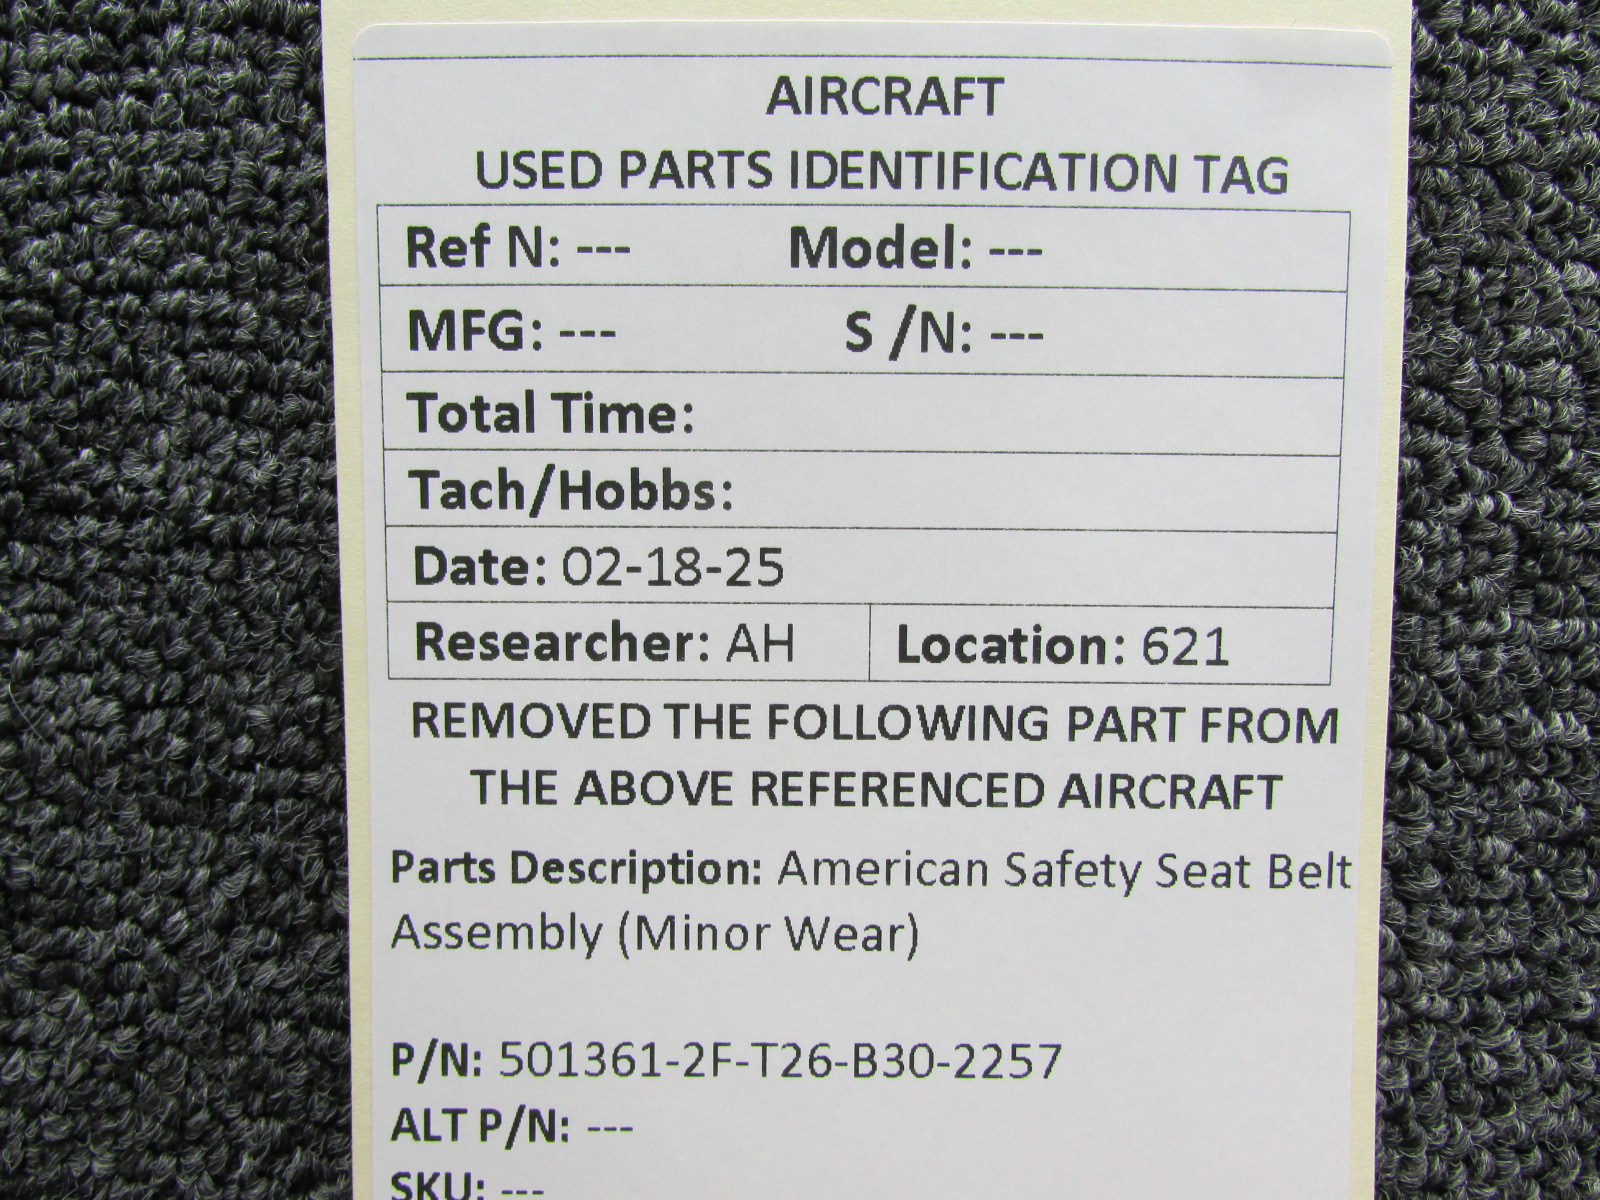 AIRCRAFT
USED PARTS IDENTIFICATION TAG
Ref N: --- Model: ---
MFG: --- S /N: ---
Total Time:
Tach/Hobbs:
Date: 02-18-25
Researcher: AH Location: 621
REMOVED THE FOLLOWING PART FROM
THE ABOVE REFERENCED AIRCRAFT
Parts Description: American Safety Seat Belt
Assembly (Minor Wear)
P/N: 501361-2F-T26-B30-2257
ALT P/N: ---
SKU: ---